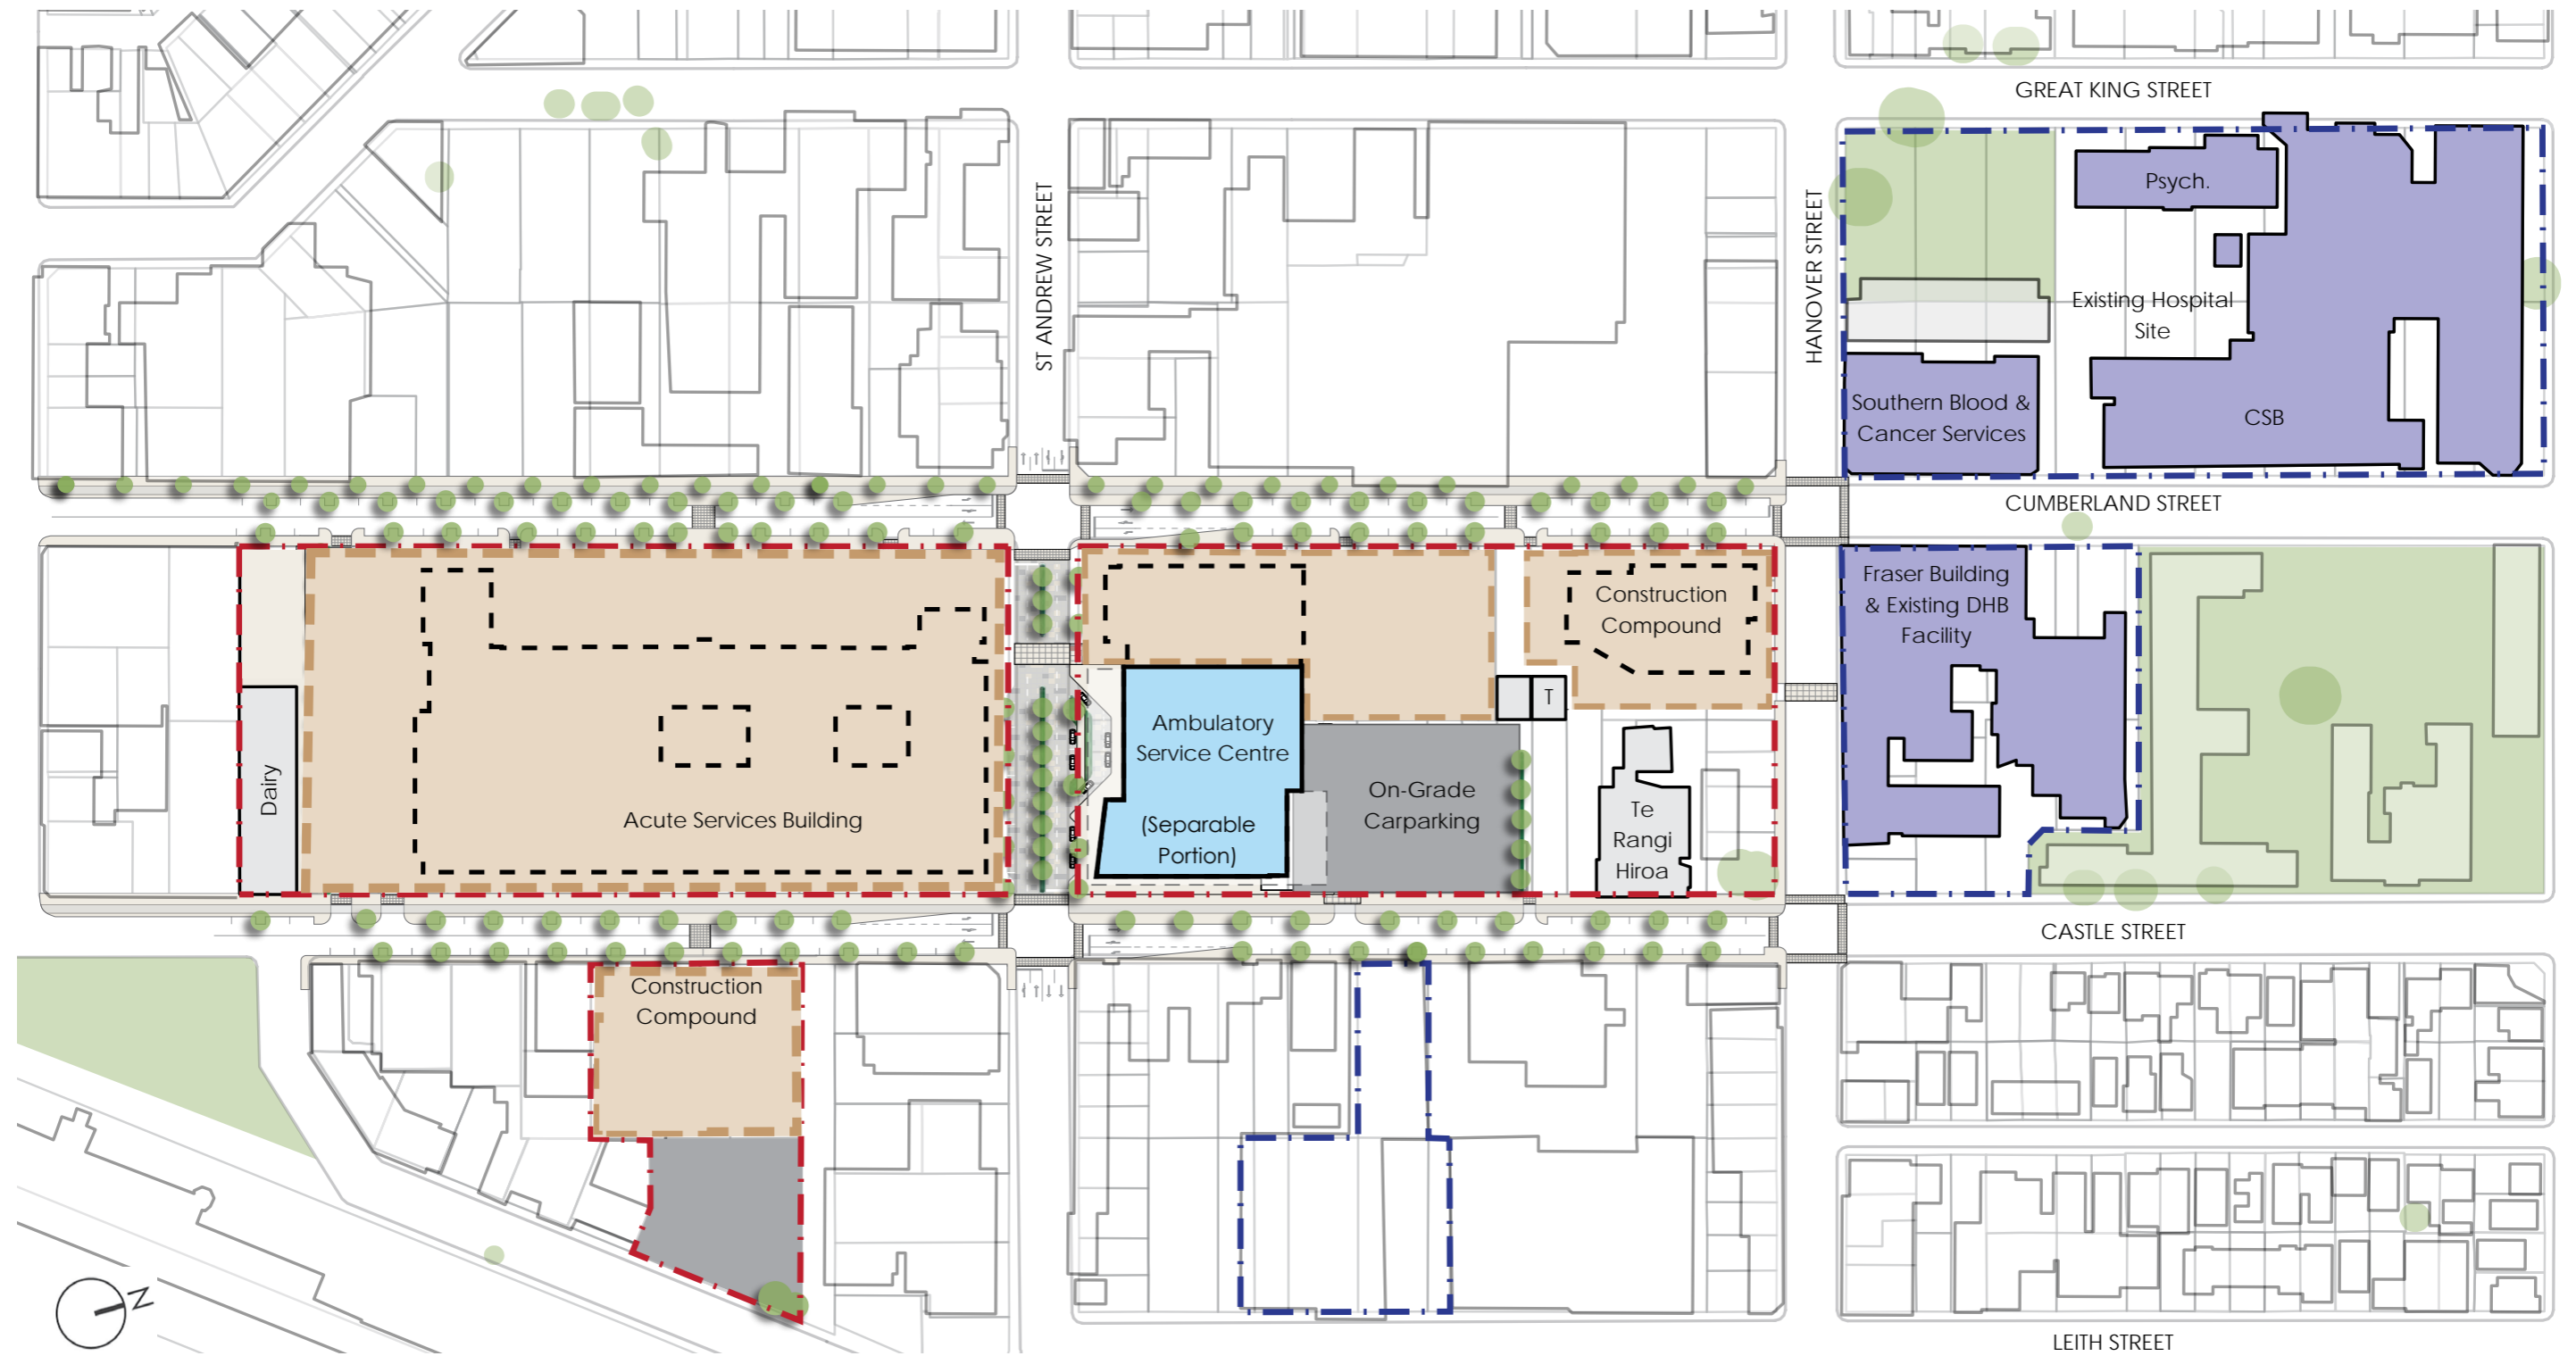 GREAT KING STREET
ST ANDREW STREET
HANOVER STREET
Psych.
Existing Hospital
Site
Southern Blood &
Cancer Services
CSB
CUMBERLAND STREET
Fraser Building
& Existing DHB
Facility
Construction
Compound
T
Ambulatory
Service Centre
(Separable
Portion)
On-Grade
Carparking
Te
Rangi
Hiroa
Dairy
Acute Services Building
CASTLE STREET
Construction
Compound
N
LEITH STREET